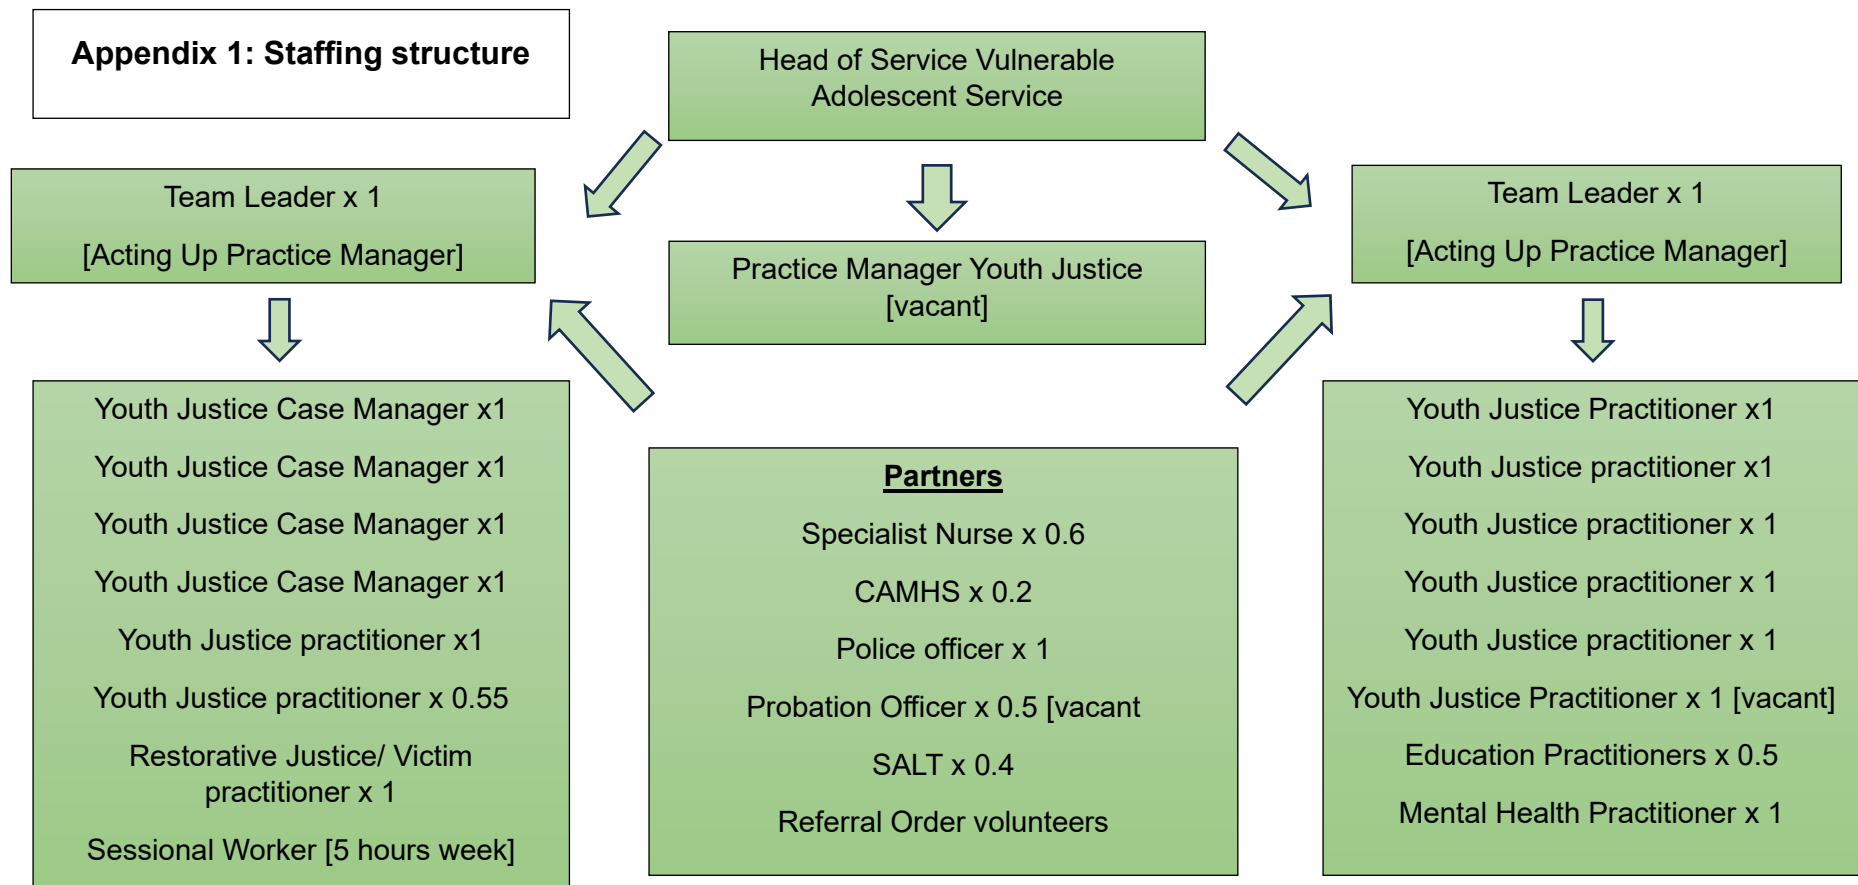 Appendix 1: Staffing structure
Head of Service Vulnerable
Adolescent Service
Team Leader x 1
[Acting Up Practice Manager]
Practice Manager Youth Justice
[vacant]
Team Leader x 1
[Acting Up Practice Manager]
Youth Justice Case Manager x1
Youth Justice Case Manager x1
Youth Justice Case Manager x1
Youth Justice Case Manager x1
Youth Justice practitioner x1
Youth Justice practitioner x 0.55
Restorative Justice/ Victim
practitioner x 1
Sessional Worker [5 hours week]
Partners
Specialist Nurse x 0.6
CAMHS x 0.2
Police officer x 1
Probation Officer x 0.5 [vacant
SALT x 0.4
Referral Order volunteers
Youth Justice Practitioner x1
Youth Justice practitioner x1
Youth Justice practitioner x 1
Youth Justice practitioner x 1
Youth Justice practitioner x 1
Youth Justice Practitioner x 1 [vacant]
Education Practitioners x 0.5
Mental Health Practitioner x 1